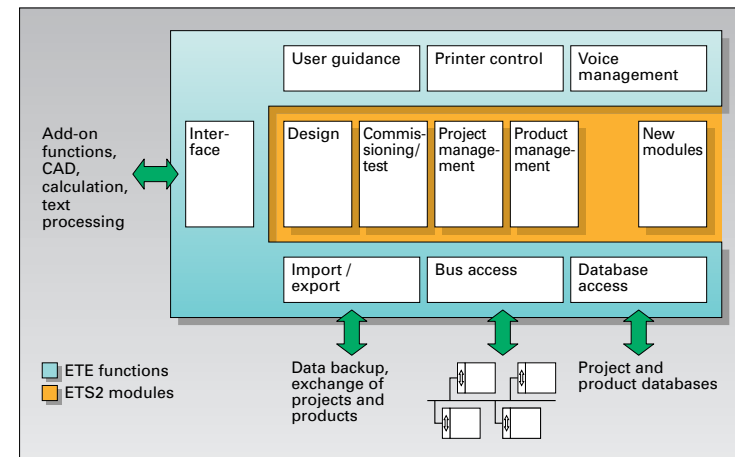 User guidance
Printer control
Voice
management
Add-on
functions,
CAD,
calculation,
text
processing
Inter-
face
Design
Commis-
sioning/
test
Project
manage-
ment
Product
manage-
ment
New
modules
Import /
export
Bus access
Database
access
ETE functions
ETS2 modules
Data backup,
exchange of
projects and
products
Project and
product databases